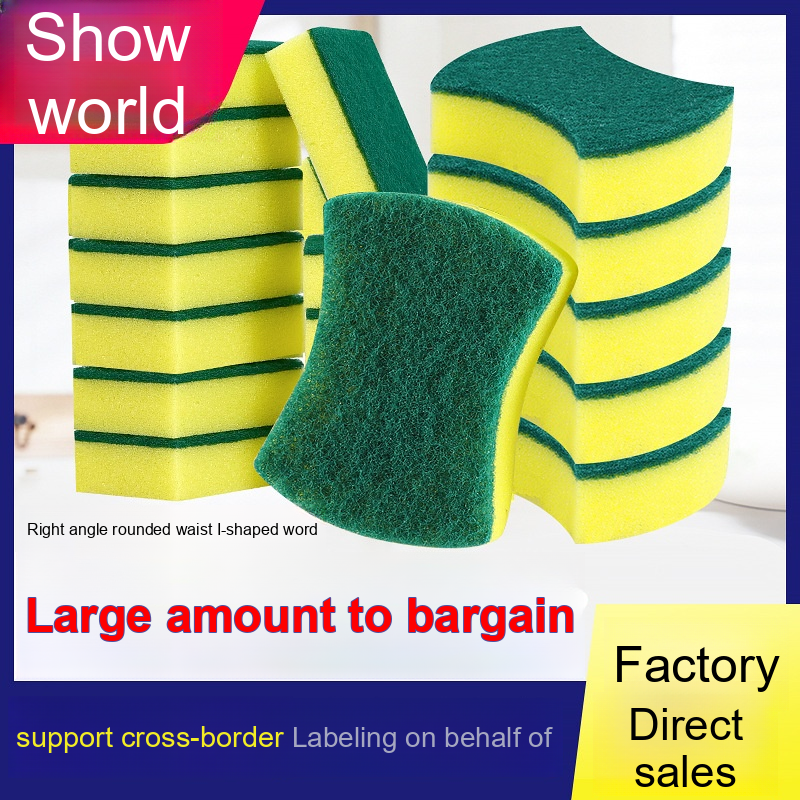 Show
world
Right angle rounded waist I-shaped word
Large amount to bargain
support cross-border Labeling on behalf of
Factory
Direct
sales